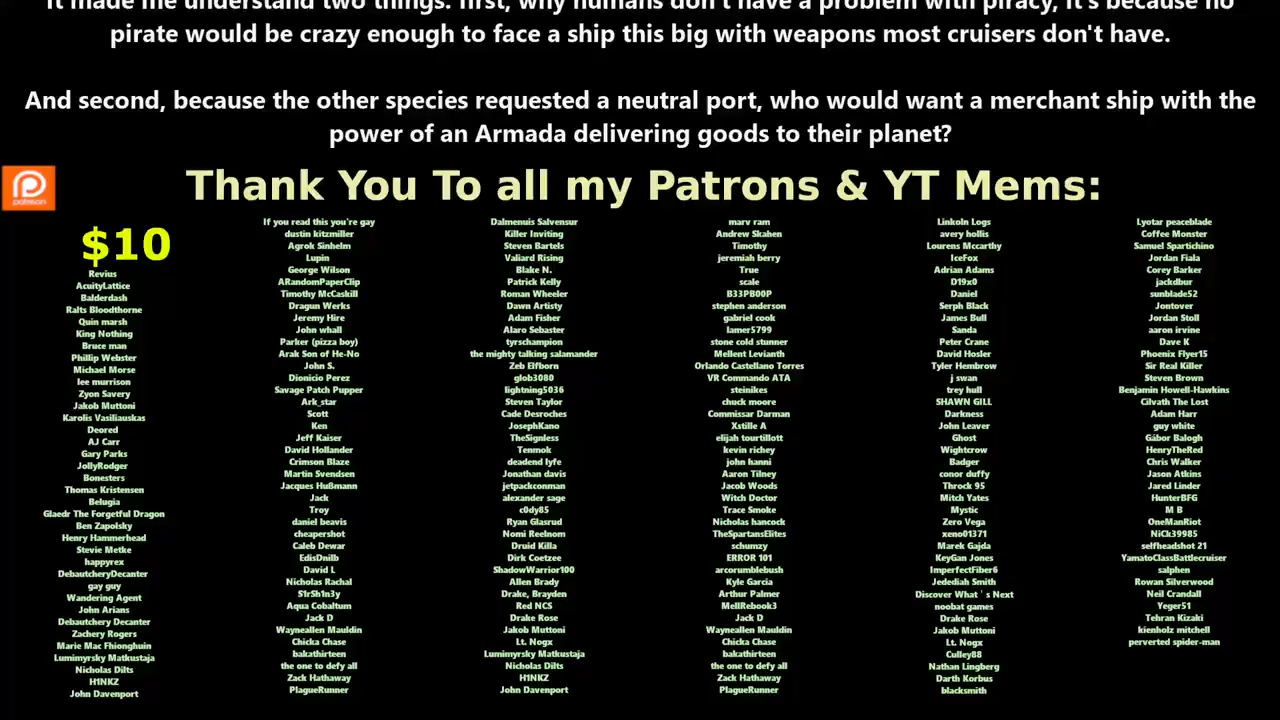 It made me understand two things: first, why humans don't have a problem with piracy, it's because no
pirate would be crazy enough to face a ship this big with weapons most cruisers don't have.
And second, because the other species requested a neutral port, who would want a merchant ship with the
power of an Armada delivering goods to their planet?
patreon
Thank You To all my Patrons & YT Mems:
$10
Revius
AcuityLattice
Balderdash
Ralts Bloodthorne
Quin marsh
King Nothing
Bruce man
Phillip Webster
Michael Morse
lee murrison
Zyon Savery
Jakob Muttoni
Karolis Vasiliauskas
Deored
AJ Carr
Gary Parks
JollyRodger
Bonesters
Thomas Kristensen
Belugia
Glaedr The Forgetful Dragon
Ben Zapolsky
Henry Hammerhead
Stevie Metke
happyrex
DebautcheryDecanter
gay guy
Wandering Agent
John Arians
Debautchery Decanter
Zachery Rogers
Marie Mac Fhionghuin
Lumimyrsky Matkustaja
Nicholas Dilts
H1NKZ
John Davenport
If you read this you're gay
dustin kitzmiller
Agrok Sinhelm
Lupin
George Wilson
ARandomPaperClip
Timothy McCaskill
Dragun Werks
Jeremy Hire
John whall
Parker (pizza boy)
Arak Son of He-No
John S.
Dionicio Perez
Savage Patch Pupper
Ark_star
Scott
Ken
Jeff Kaiser
David Hollander
Crimson Blaze
Martin Svendsen
Jacques Hußmann
Jack
Troy
daniel beavis
cheapershot
Caleb Dewar
EdisDnilb
David L
Nicholas Rachal
S1rSh1n3y
Aqua Cobaltum
Jack D
Wayneallen Mauldin
Chicka Chase
bakathirteen
the one to defy all
Zack Hathaway
PlagueRunner
Dalmenuis Salvensur
Killer Inviting
Steven Bartels
Valiard Rising
Blake N.
Patrick Kelly
Roman Wheeler
Dawn Artisty
Adam Fisher
Alaro Sebaster
tyrschampion
the mighty talking salamander
Zeb Elfborn
glob3080
lightning5036
Steven Taylor
Cade Desroches
JosephKano
TheSignless
Tenmok
deadend lyfe
Jonathan davis
jetpackconman
alexander sage
c0dy85
Ryan Glasrud
Nomi Reelnom
Druid Killa
Dirk Coetzee
ShadowWarrior100
Allen Brady
Drake, Brayden
Red NCS
Drake Rose
Jakob Muttoni
Lt. Nogx
Lumimyrsky Matkustaja
Nicholas Dilts
H1NKZ
John Davenport
marv ram
Andrew Skahen
Timothy
jeremiah berry
True
scale
B33PB00P
stephen anderson
gabriel cook
lamer5799
stone cold stunner
Mellent Levianth
Orlando Castellano Torres
VR Commando ATA
steinikes
chuck moore
Commissar Darman
Xstille A
elijah tourtillott
kevin richey
john hanni
Aaron Tilney
Jacob Woods
Witch Doctor
Trace Smoke
Nicholas hancock
TheSpartansElites
schumzy
ERROR 101
arcorumblebush
Kyle Garcia
Arthur Palmer
MellRebook3
Jack D
Wayneallen Mauldin
Chicka Chase
bakathirteen
the one to defy all
Zack Hathaway
PlagueRunner
Linkoln Logs
avery hollis
Lourens Mccarthy
IceFox
Adrian Adams
D19x0
Daniel
Serph Black
James Bull
Sanda
Peter Crane
David Hosler
Tyler Hembrow
j swan
trey hull
SHAWN GILL
Darkness
John Leaver
Ghost
Wightcrow
Badger
conor duffy
Throck 95
Mitch Yates
Mystic
Zero Vega
xeno01371
Marek Gajda
KeyGan Jones
ImperfectFiber6
Jedediah Smith
Discover What ' s Next
noobat games
Drake Rose
Jakob Muttoni
Lt. Nogx
Culley88
Nathan Lingberg
Darth Korbus
blacksmith
Lyotar peaceblade
Coffee Monster
Samuel Spartichino
Jordan Fiala
Corey Barker
jackdbur
sunblade52
Jontover
Jordan Stoll
aaron irvine
Dave K
Phoenix Flyer15
Sir Real Killer
Steven Brown
Benjamin Howell-Hawkins
Cilvath The Lost
Adam Harr
guy white
Gábor Balogh
HenryTheRed
Chris Walker
Jason Atkins
Jared Linder
HunterBFG
M B
OneManRiot
NiCk39985
selfheadshot 21
YamatoClassBattlecruiser
salphen
Rowan Silverwood
Neil Crandall
Yeger51
Tehran Kizaki
kienholz mitchell
perverted spider-man